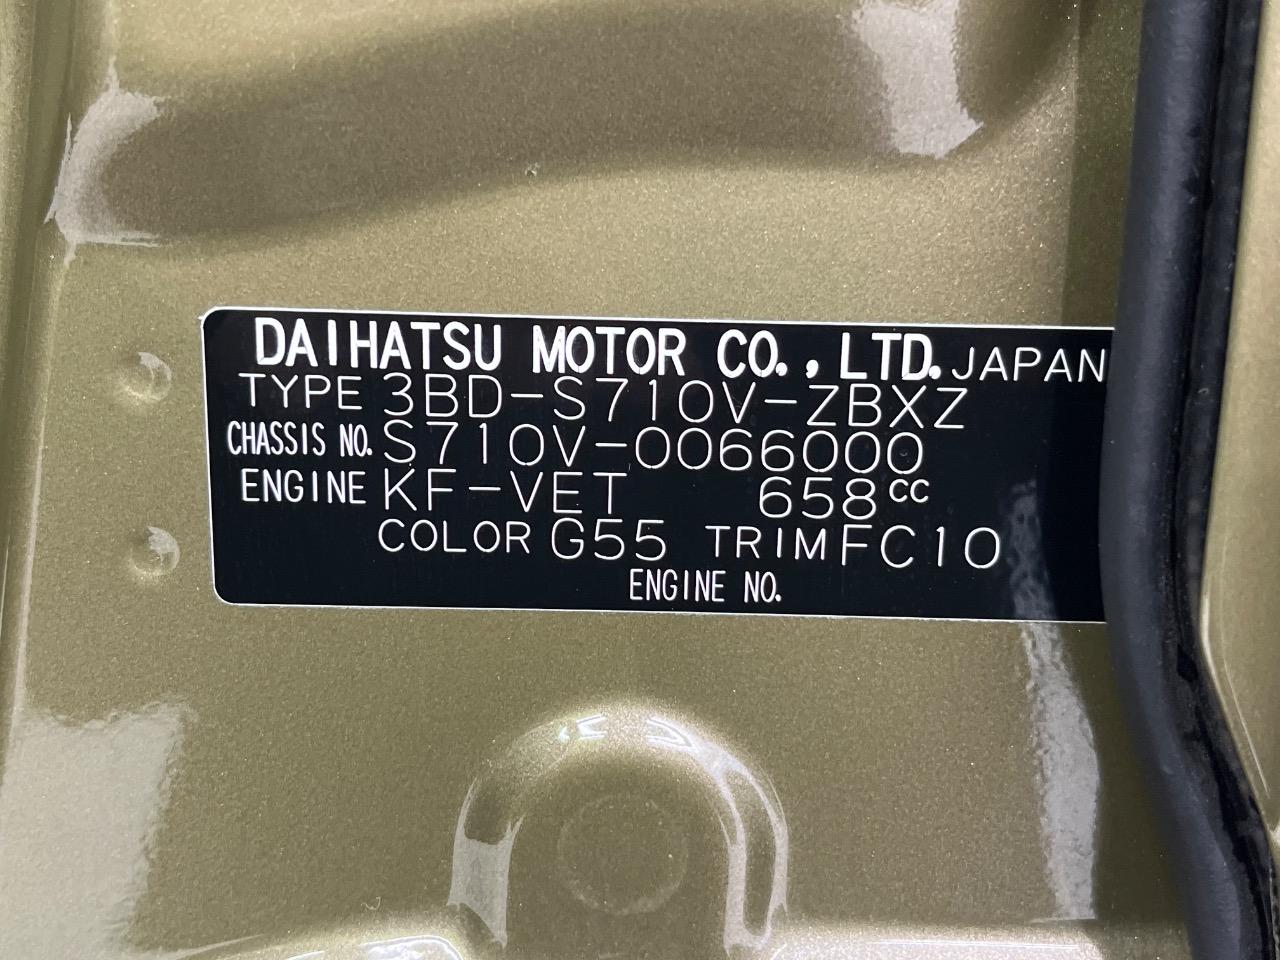 DAIHATSU MOTOR CO., LTD. JAPAN
TYPE 3BD-S710V-ZBXZ
CHASSIS NO. S710V-0066000
ENGINE KF-VET 658cc
COLOR G55 TRIM FC10
ENGINE NO.